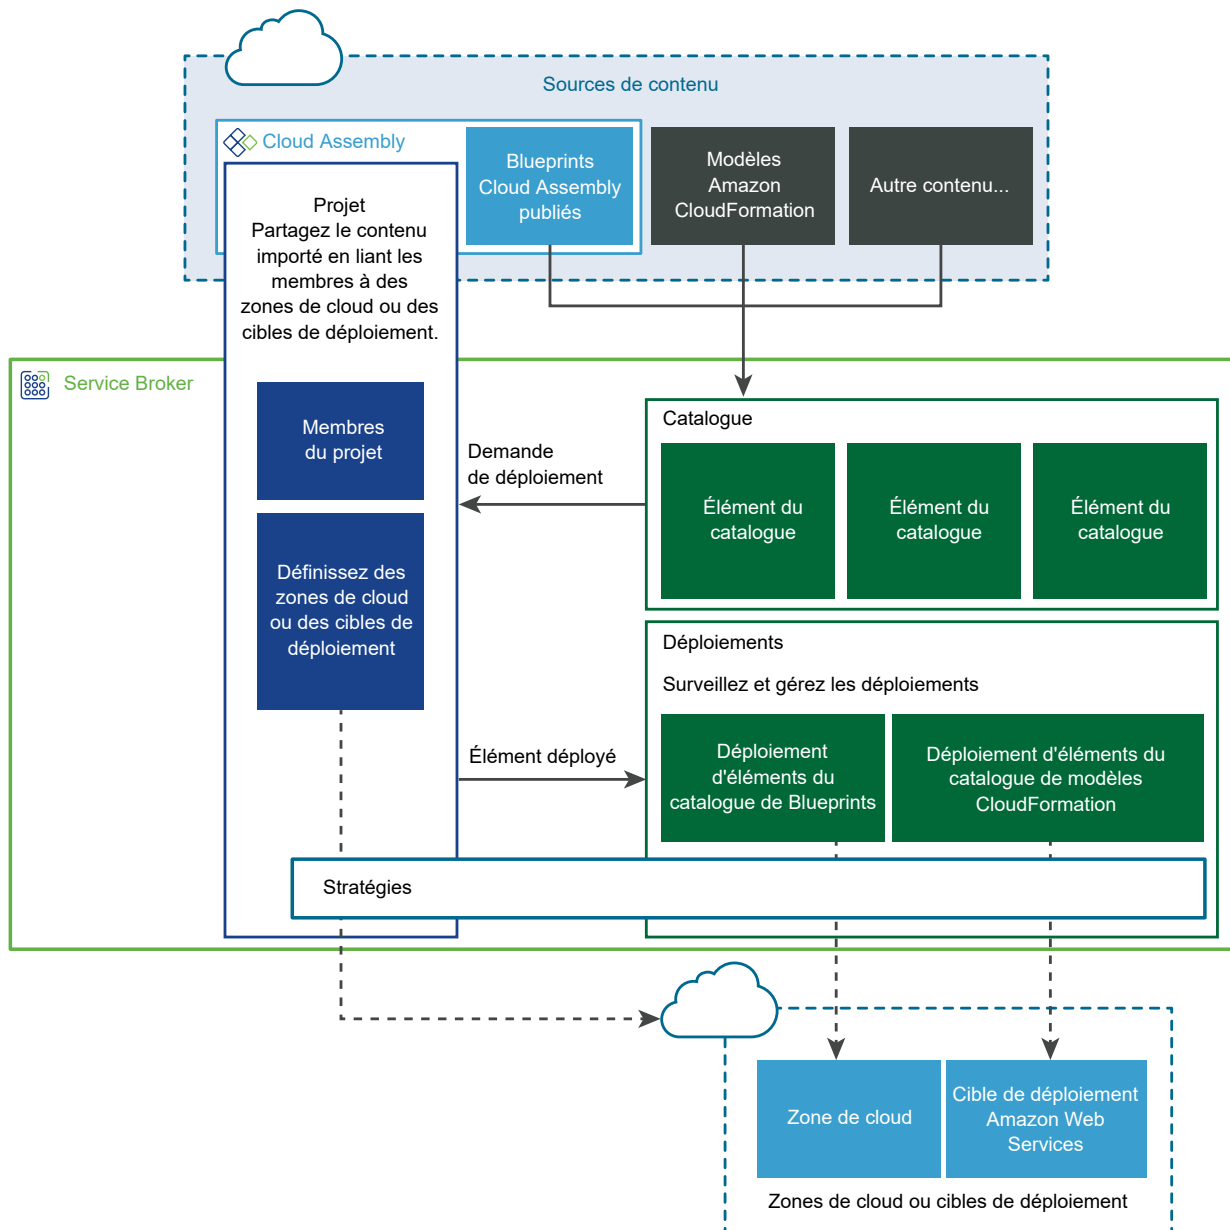 Sources de contenu
Cloud Assembly
Blueprints
Cloud Assembly
publiés
Modèles
Amazon
CloudFormation
Autre contenu...
Projet
Partagez le contenu
importé en liant les
membres à des
zones de cloud ou des
cibles de déploiement.
Service Broker
Membres
du projet
Définissez des
zones de cloud
ou des cibles de
déploiement
Demande
de déploiement
Catalogue
Élément du
catalogue
Élément du
catalogue
Élément du
catalogue
Déploiements
Surveillez et gérez les déploiements
Élément déployé
Déploiement
d'éléments du
catalogue de Blueprints
Déploiement d'éléments du
catalogue de modèles
CloudFormation
Stratégies
Zone de cloud
Cible de déploiement
Amazon Web
Services
Zones de cloud ou cibles de déploiement